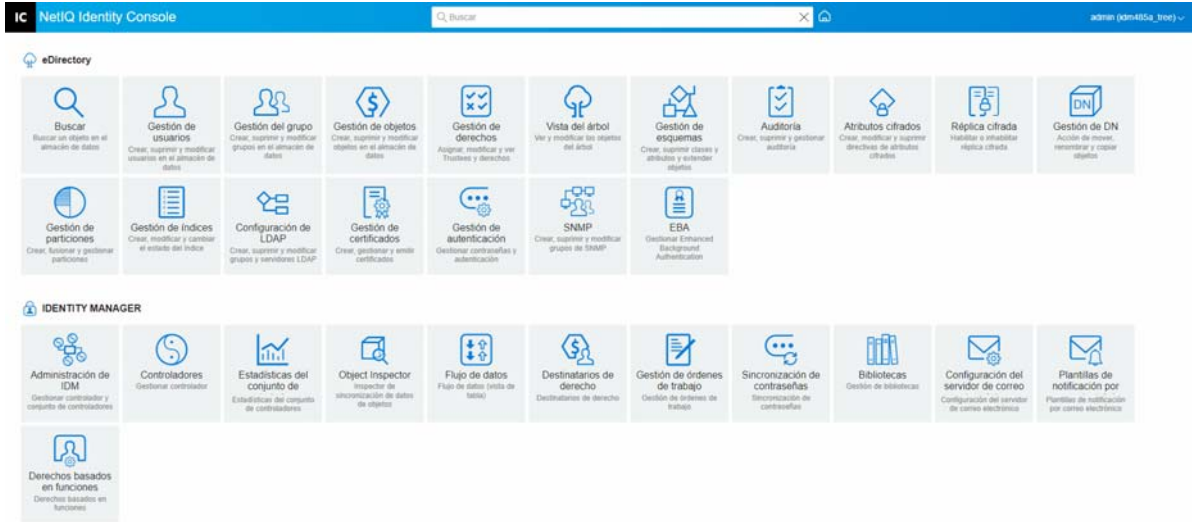 IC NetIQ Identity Console
Buscar
admin (idm485a_tree)
eDirectory
Buscar
Buscar un objeto en el
almacén de datos
Gestión de
usuarios
Crear, suprimir y modificar
usuarios en el almacén de
datos
Gestión del grupo
Crear, suprimir y modificar
grupos en el almacén de
datos
Gestión de objetos
Crear, suprimir y modificar
objetos en el almacén de
datos
Gestión de
derechos
Asignar, modificar y ver
Trustees y derechos
Vista del árbol
Ver y modificar los objetos
del árbol
Gestión de
esquemas
Crear, suprimir clases y
atributos y extender
objetos
Auditoría
Crear, suprimir y gestionar
auditoría
Atributos cifrados
Crear, modificar y suprimir
directivas de atributos
cifrados
Réplica cifrada
Habilitar o inhabilitar
réplica cifrada.
DN
Gestión de DN
Acción de mover,
renombrar y copiar
objetos
Gestión de
particiones
Crear, fusionar y gestionar
particiones
Gestión de índices
Crear, modificar y cambiar
el estado del índice
Configuración de
LDAP
Crear, suprimir y modificar
grupos y servidores LDAP
Gestión de
certificados
Crear, gestionar y emitir
certificados
Gestión de
autenticación
Gestionar contraseñas y
autenticación
SNMP
Crear, suprimir y modificar
grupos de SNMP
EBA
Gestionar Enhanced
Background
Authentication
IDENTITY MANAGER
Administración de
IDM
Gestionar controlador y
conjunto de controladores
Controladores
Gestionar controlador
Estadísticas del
conjunto de
Estadísticas del conjunto
de controladores
Object Inspector
Inspector de
sincronización de datos
de objetos
Flujo de datos
Flujo de datos (vista de
tabla)
Destinatarios de
derecho
Destinatarios de derecho
Gestión de órdenes
de trabajo
Gestión de órdenes de
trabajo
Sincronización de
contraseñas
Sincronización de
contraseñas
Bibliotecas
Gestión de bibliotecas
Configuración del
servidor de correo
Configuración del servidor
de correo electrónico
Plantillas de
notificación por
Plantillas de notificación
por correo electrónico
Derechos basados
en funciones
Derechos basados en
funciones